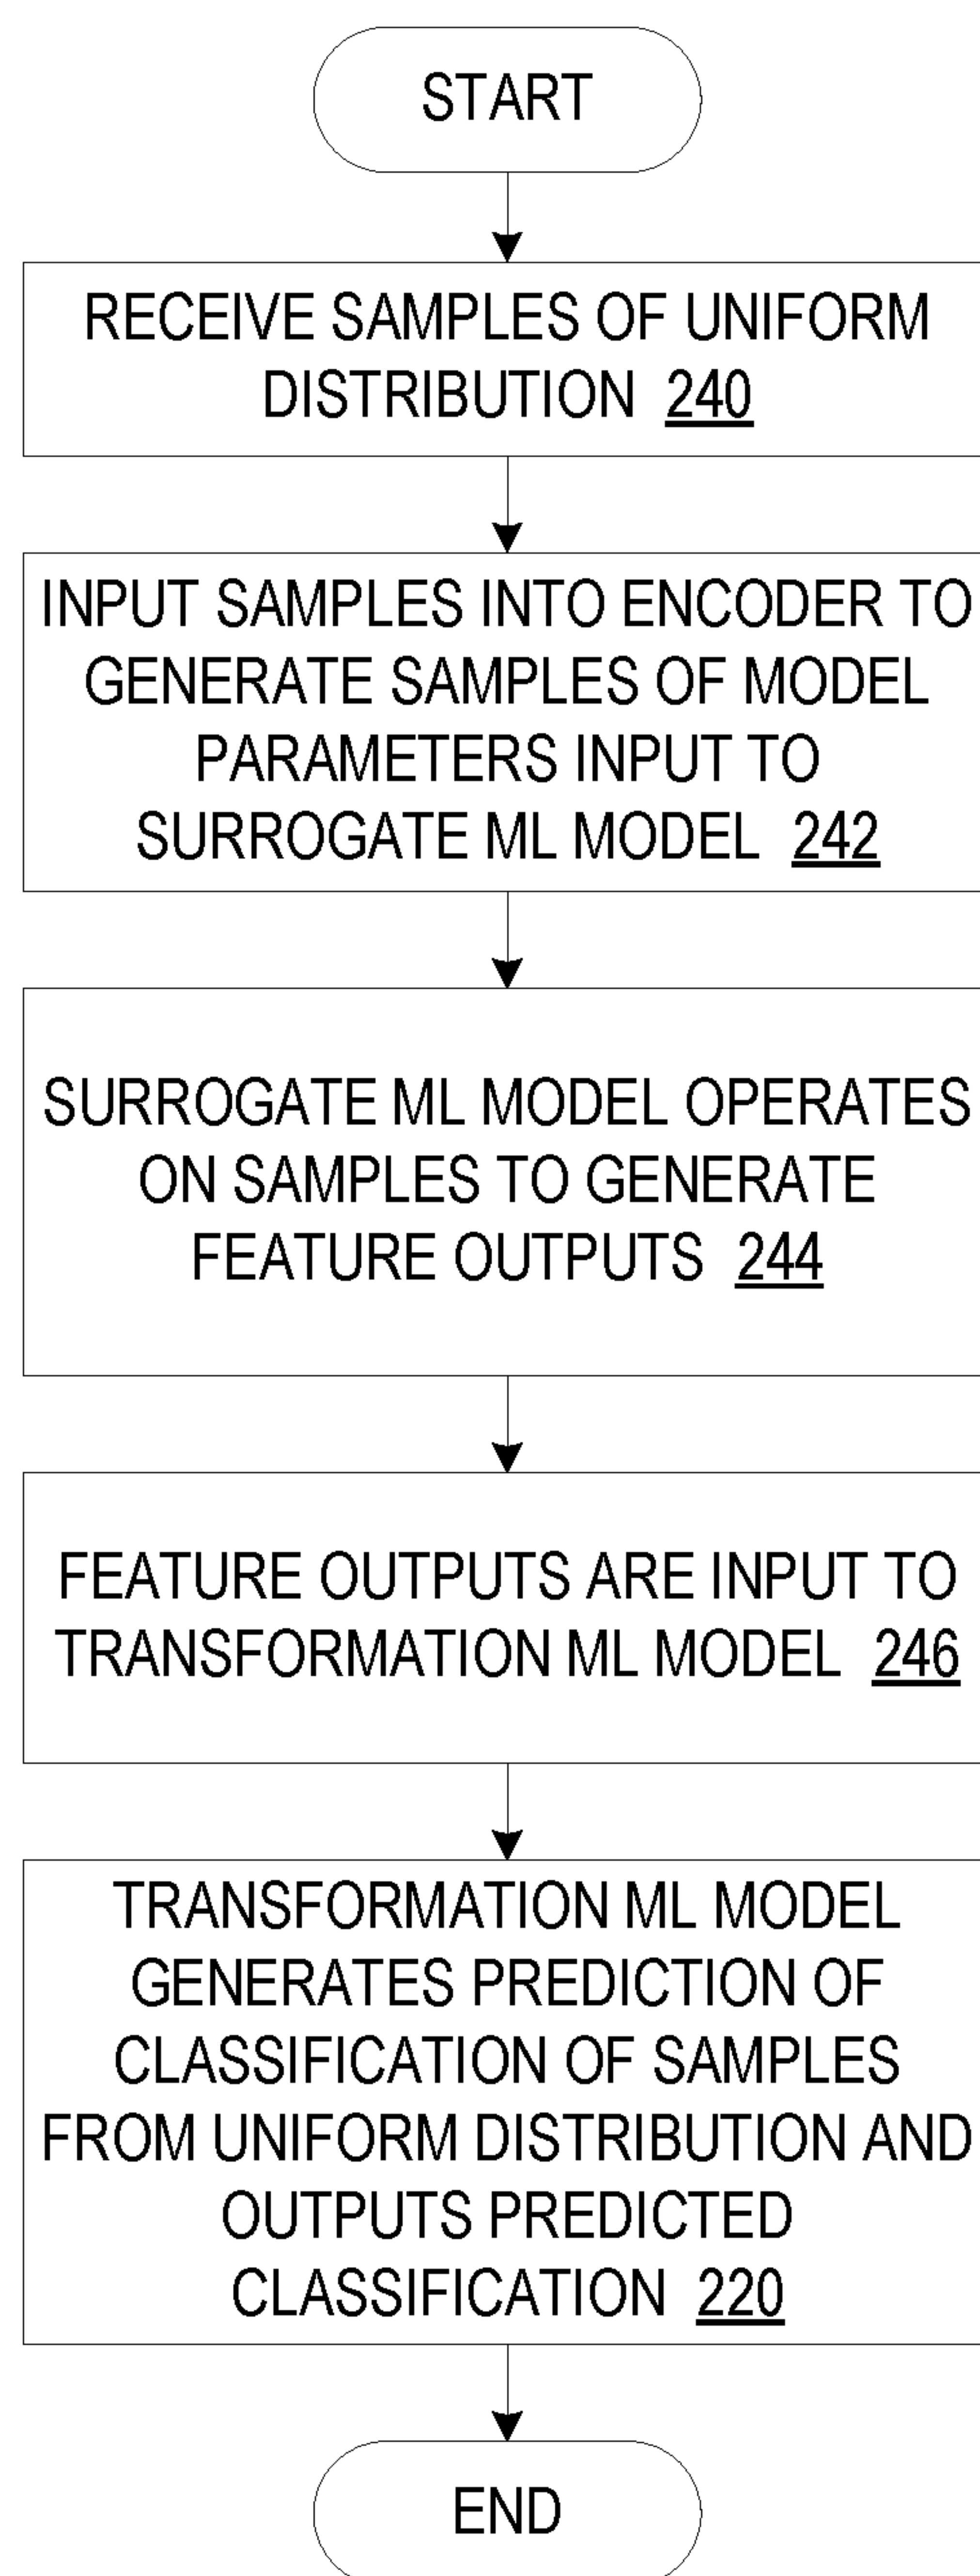 START
RECEIVE SAMPLES OF UNIFORM
DISTRIBUTION 240
INPUT SAMPLES INTO ENCODER TO
GENERATE SAMPLES OF MODEL
PARAMETERS INPUT TO
SURROGATE ML MODEL 242
SURROGATE ML MODEL OPERATES
ON SAMPLES TO GENERATE
FEATURE OUTPUTS 244
FEATURE OUTPUTS ARE INPUT TO
TRANSFORMATION ML MODEL 246
TRANSFORMATION ML MODEL
GENERATES PREDICTION OF
CLASSIFICATION OF SAMPLES
FROM UNIFORM DISTRIBUTION AND
OUTPUTS PREDICTED
CLASSIFICATION 220
END